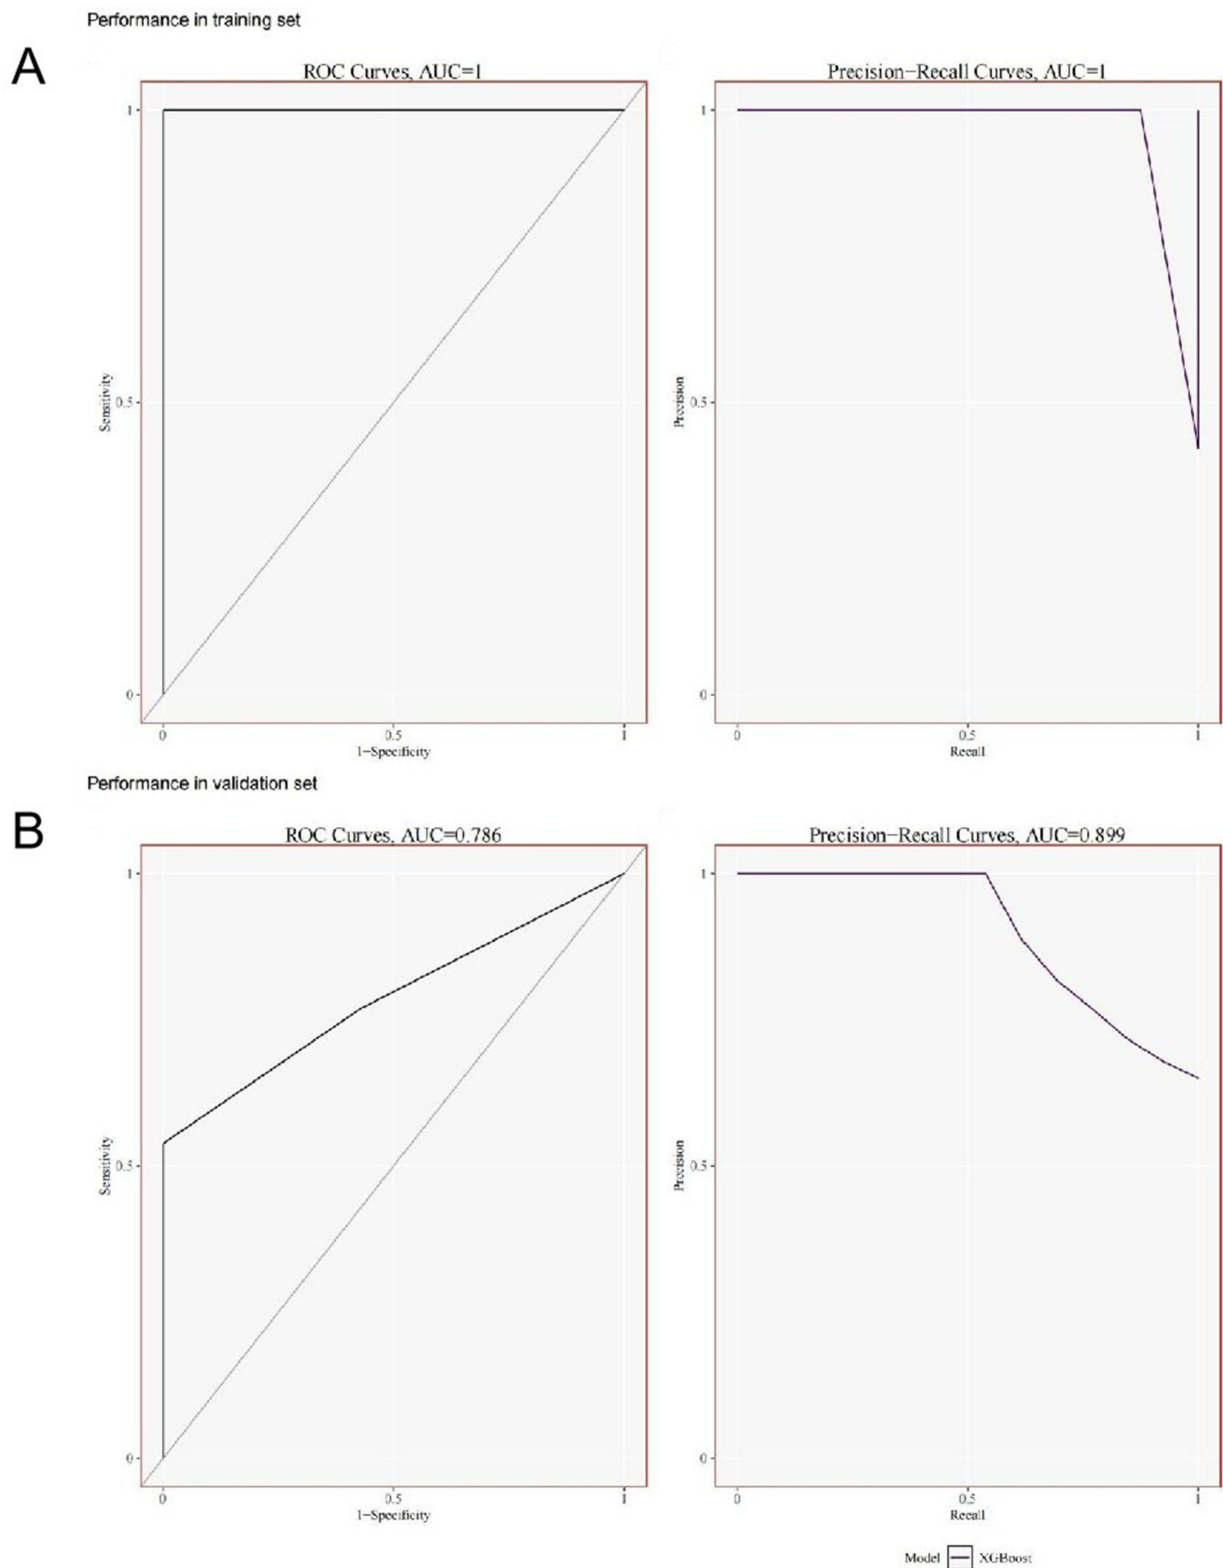 Performance in training set
A
ROC Curves, AUC=1
Precision−Recall Curves, AUC=1
1
0.5
0
Sensitivity
0
0.5
1
1−Specificity
1
0.5
0
Precision
0
0.5
1
Recall
Performance in validation set
B
ROC Curves, AUC=0.786
Precision−Recall Curves, AUC=0.899
1
0.5
0
Sensitivity
0
0.5
1
1−Specificity
1
0.5
0
Precision
0
0.5
1
Recall
Model XGBoost